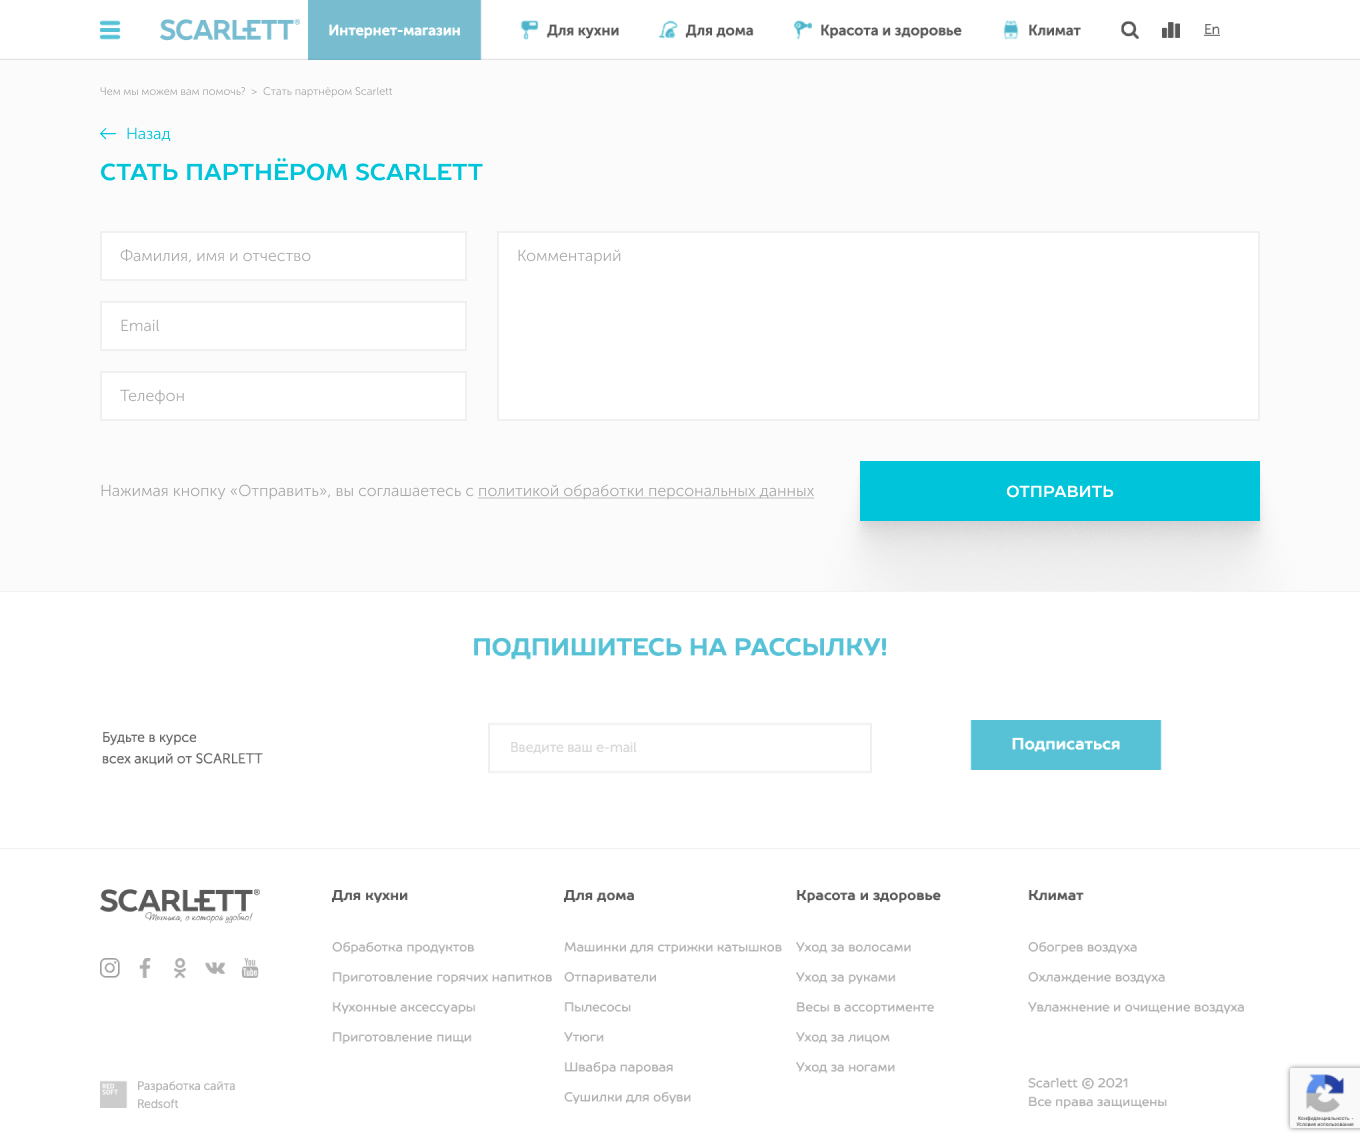 SCARLETT®
Интернет-магазин
Для кухни
Для дома
Красота и здоровье
Климат
En
Чем мы можем вам помочь? > Стать партнёром Scarlett
Назад
СТАТЬ ПАРТНЁРОМ SCARLETT
Фамилия, имя и отчество
Комментарий
Email
Телефон
Нажимая кнопку «Отправить», вы соглашаетесь с политикой обработки персональных данных
ОТПРАВИТЬ
ПОДПИШИТЕСЬ НА РАССЫЛКУ!
Будьте в курсе
всех акций от SCARLETT
Введите ваш e-mail
Подписаться
SCARLETT®
Техника, с которой удобно!
You
Tube
RED
SOFT
Разработка сайта
Redsoft
Для кухни
Обработка продуктов
Приготовление горячих напитков
Кухонные аксессуары
Приготовление пищи
Для дома
Машинки для стрижки катышков
Отпариватели
Пылесосы
Утюги
Швабра паровая
Сушилки для обуви
Красота и здоровье
Уход за волосами
Уход за руками
Весы в ассортименте
Уход за лицом
Уход за ногами
Климат
Обогрев воздуха
Охлаждение воздуха
Увлажнение и очищение воздуха
Scarlett © 2021
Все права защищены
Конфиденциальность -
Условия использования